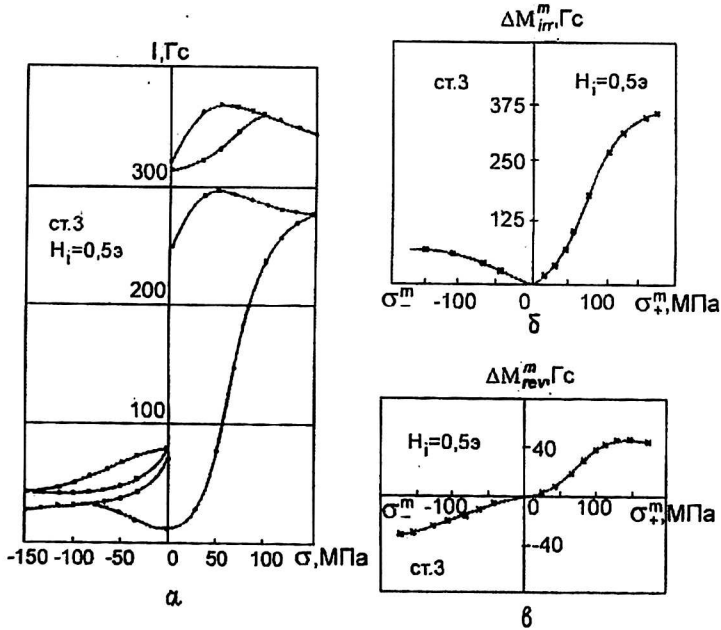 I,Гс
300
ст.3
H_i=0,5э
200
100
-150 -100 -50 0 50 100 σ,МПа
а
ΔM^m_irr,Гс
ст.3
H_i=0,5э
375
250
125
σ^m_- -100 0 100 σ^m_+,МПа
б
ΔM^m_rev,Гс
H_i=0,5э
40
σ^m_- -100 0 100 σ^m_+,МПа
-40
ст.3
в